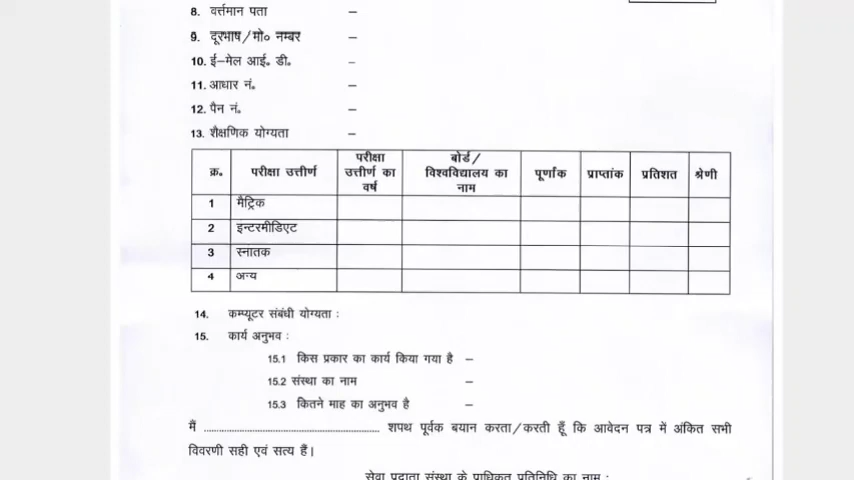 8. वर्त्तमान पता –
9. दूरभाष/मो० नम्बर –
10. ई–मेल आई. डी. –
11. आधार नं. –
12. पैन नं. –
13. शैक्षणिक योग्यता –
क्र. परीक्षा उत्तीर्ण परीक्षा उत्तीर्ण का वर्ष बोर्ड/ विश्वविद्यालय का नाम पूर्णांक प्राप्तांक प्रतिशत श्रेणी
1 मैट्रिक
2 इन्टरमीडिएट
3 स्नातक
4 अन्य
14. कम्प्यूटर संबंधी योग्यता :
15. कार्य अनुभव :
15.1 किस प्रकार का कार्य किया गया है –
15.2 संस्था का नाम –
15.3 कितने माह का अनुभव है –
मैं ................................................ शपथ पूर्वक बयान करता/करती हूँ कि आवेदन पत्र में अंकित सभी
विवरणी सही एवं सत्य हैं।
सेवा प्रदाता संस्था के प्राधिकृत प्रतिनिधि का नाम :